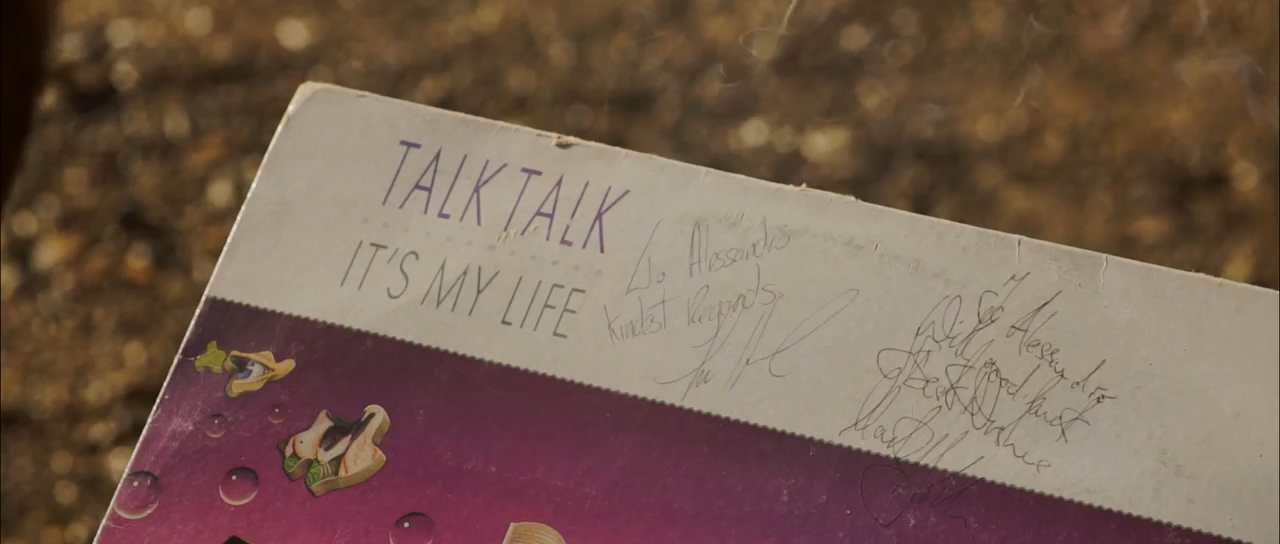 TALK TALK
IT'S MY LIFE
To Alessandro
Kindest Regards
To Alessandro
With good luck
& Best Wishes